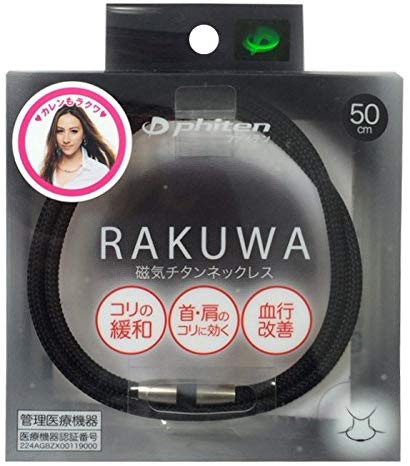 ♥カレンもラクワ♥
phiten
ファイテン
50
cm
RAKUWA
磁気チタンネックレス
コリの
緩和
首・肩の
コリに効く
血行
改善
管理医療機器
医療機器認証番号
224AGBZX00119000